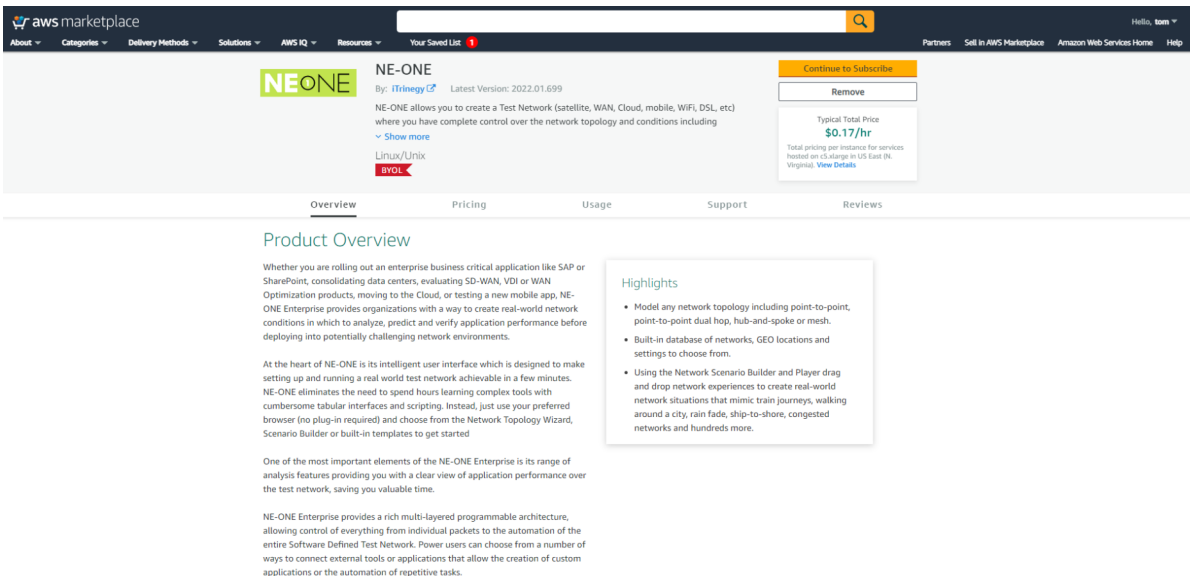 aws marketplace
Hello, tom
About
Categories
Delivery Methods
Solutions
AWS IQ
Resources
Your Saved List 1
Partners
Sell in AWS Marketplace
Amazon Web Services Home
Help
NEONE
NE-ONE
By: iTrinegy
Latest Version: 2022.01.699
NE-ONE allows you to create a Test Network (satellite, WAN, Cloud, mobile, WiFi, DSL, etc)
where you have complete control over the network topology and conditions including
Show more
Linux/Unix
BYOL
Continue to Subscribe
Remove
Typical Total Price
$0.17/hr
Total pricing per instance for services
hosted on c5.xlarge in US East (N.
Virginia). View Details
Overview
Pricing
Usage
Support
Reviews
Product Overview
Whether you are rolling out an enterprise business critical application like SAP or
SharePoint, consolidating data centers, evaluating SD-WAN, VDI or WAN
Optimization products, moving to the Cloud, or testing a new mobile app, NE-
ONE Enterprise provides organizations with a way to create real-world network
conditions in which to analyze, predict and verify application performance before
deploying into potentially challenging network environments.
At the heart of NE-ONE is its intelligent user interface which is designed to make
setting up and running a real world test network achievable in a few minutes.
NE-ONE eliminates the need to spend hours learning complex tools with
cumbersome tabular interfaces and scripting. Instead, just use your preferred
browser (no plug-in required) and choose from the Network Topology Wizard,
Scenario Builder or built-in templates to get started
One of the most important elements of the NE-ONE Enterprise is its range of
analysis features providing you with a clear view of application performance over
the test network, saving you valuable time.
NE-ONE Enterprise provides a rich multi-layered programmable architecture,
allowing control of everything from individual packets to the automation of the
entire Software Defined Test Network. Power users can choose from a number of
ways to connect external tools or applications that allow the creation of custom
applications or the automation of repetitive tasks.
Highlights
• Model any network topology including point-to-point,
point-to-point dual hop, hub-and-spoke or mesh.
• Built-in database of networks, GEO locations and
settings to choose from.
• Using the Network Scenario Builder and Player drag
and drop network experiences to create real-world
network situations that mimic train journeys, walking
around a city, rain fade, ship-to-shore, congested
networks and hundreds more.